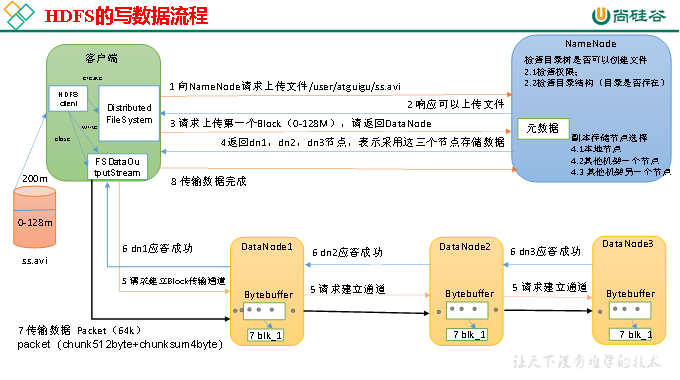 HDFS的写数据流程
尚硅谷
客户端
create
HDFS
client
Distributed
FileSystem
write
close
FSDataOu
tputStream
NameNode
检查目录树是否可以创建文件
2.1检查权限;
2.2检查目录结构（目录是否存在）
元数据
副本存储节点选择
4.1本地节点
4.2其他机架一个节点
4.3 其他机架另一个节点
1 向NameNode请求上传文件/user/atguigu/ss.avi
2 响应可以上传文件
3 请求上传第一个Block（0-128M），请返回DataNode
4返回dn1，dn2，dn3节点，表示采用这三个节点存储数据
8 传输数据完成
200m
0-128m
ss.avi
6 dn1应答成功
5 请求建立Block传输通道
DataNode1
Bytebuffer
7 blk_1
6 dn2应答成功
5 请求建立通道
DataNode2
Bytebuffer
7 blk_1
6 dn3应答成功
5 请求建立通道
DataNode3
Bytebuffer
7 blk_1
7 传输数据 Packet（64k）
packet（chunk512byte+chunksum4byte）
让天下没有难学的技术